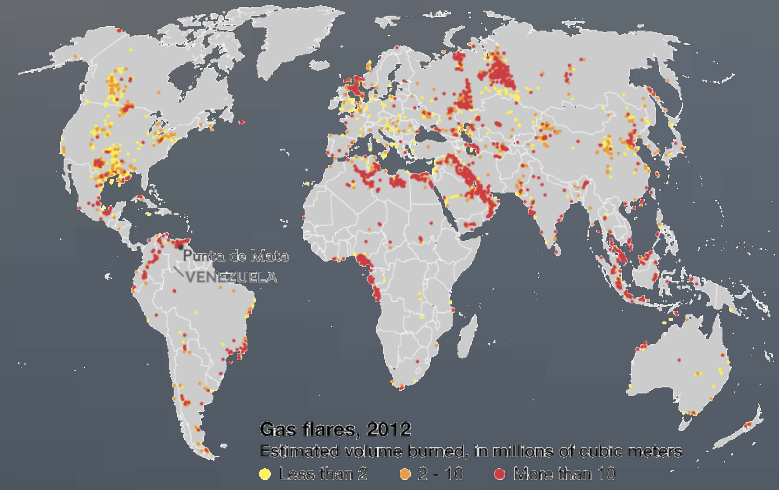 Punta de Mata
VENEZUELA
Gas flares, 2012
Estimated volume burned, in millions of cubic meters
Less than 2 2 - 10 More than 10